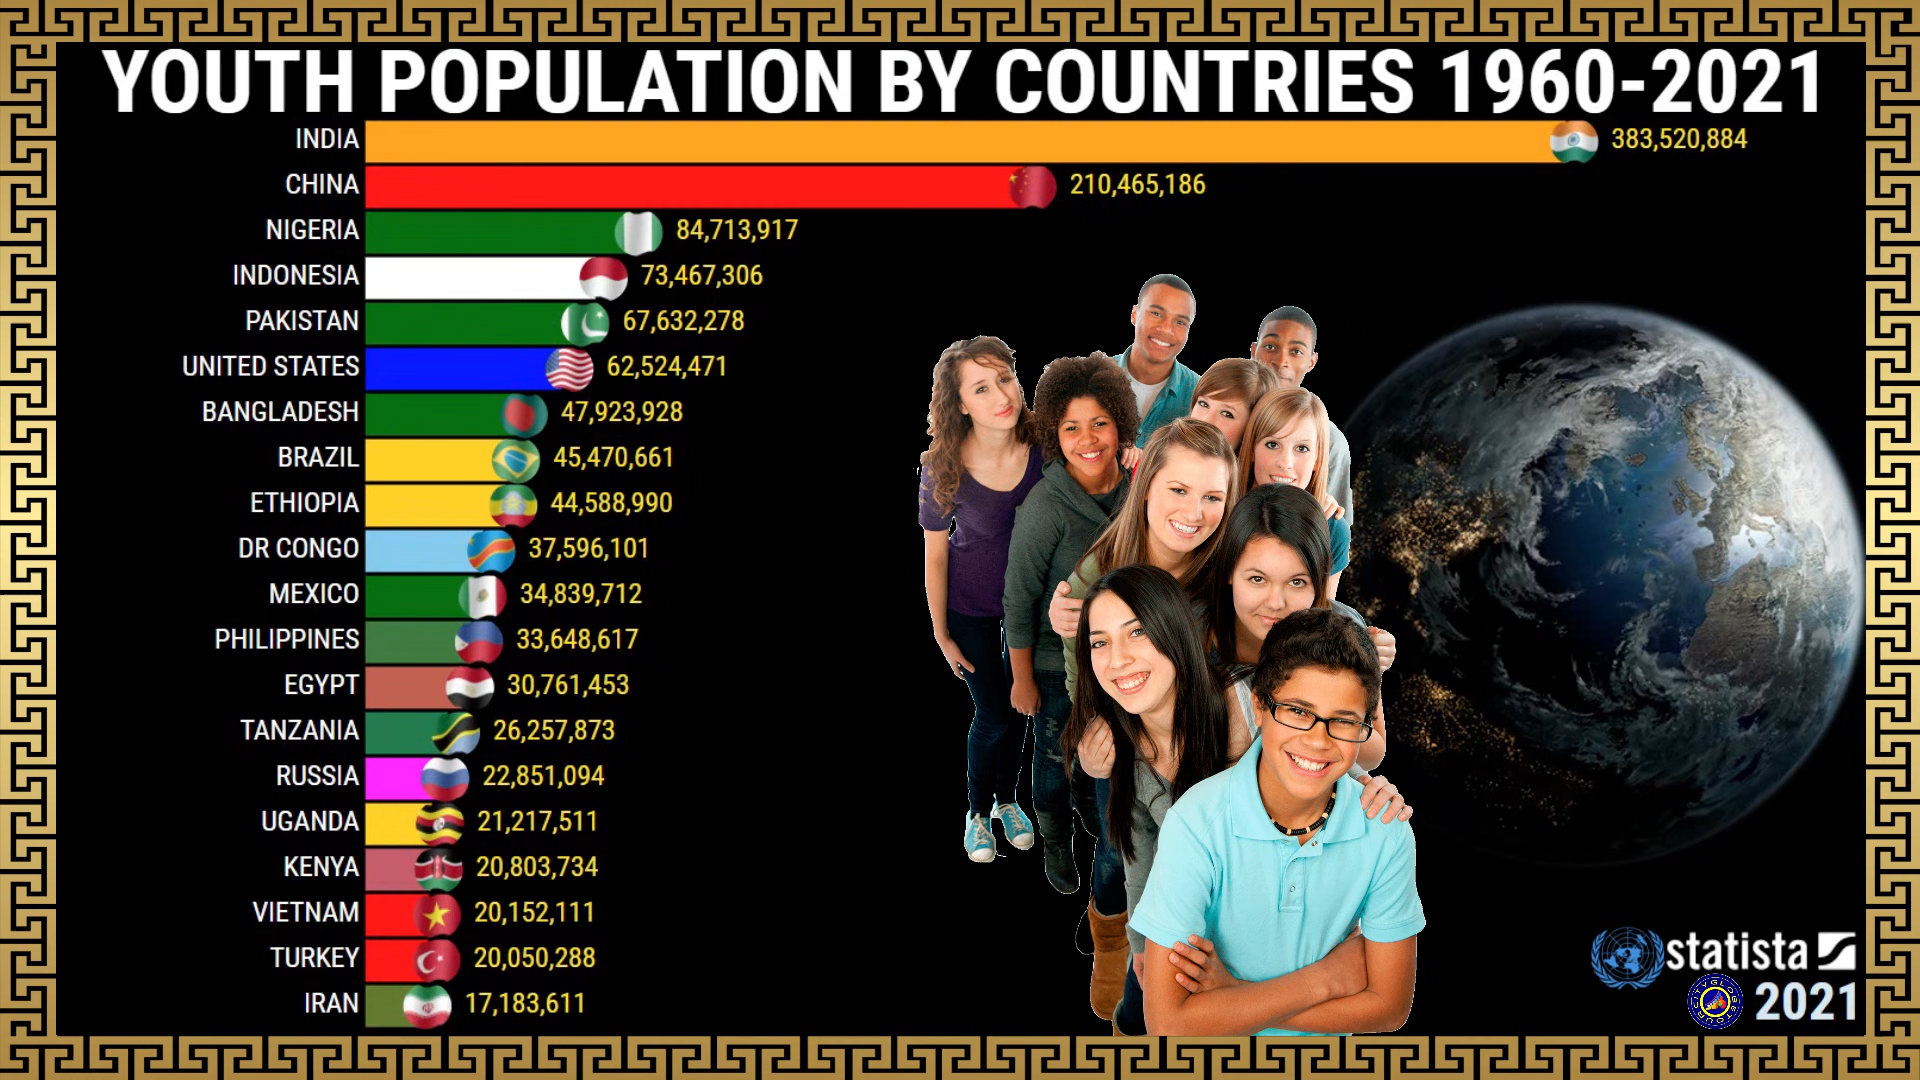 YOUTH POPULATION BY COUNTRIES 1960-2021
INDIA 383,520,884
CHINA 210,465,186
NIGERIA 84,713,917
INDONESIA 73,467,306
PAKISTAN 67,632,278
UNITED STATES 62,524,471
BANGLADESH 47,923,928
BRAZIL 45,470,661
ETHIOPIA 44,588,990
DR CONGO 37,596,101
MEXICO 34,839,712
PHILIPPINES 33,648,617
EGYPT 30,761,453
TANZANIA 26,257,873
RUSSIA 22,851,094
UGANDA 21,217,511
KENYA 20,803,734
VIETNAM 20,152,111
TURKEY 20,050,288
IRAN 17,183,611
statista
2021